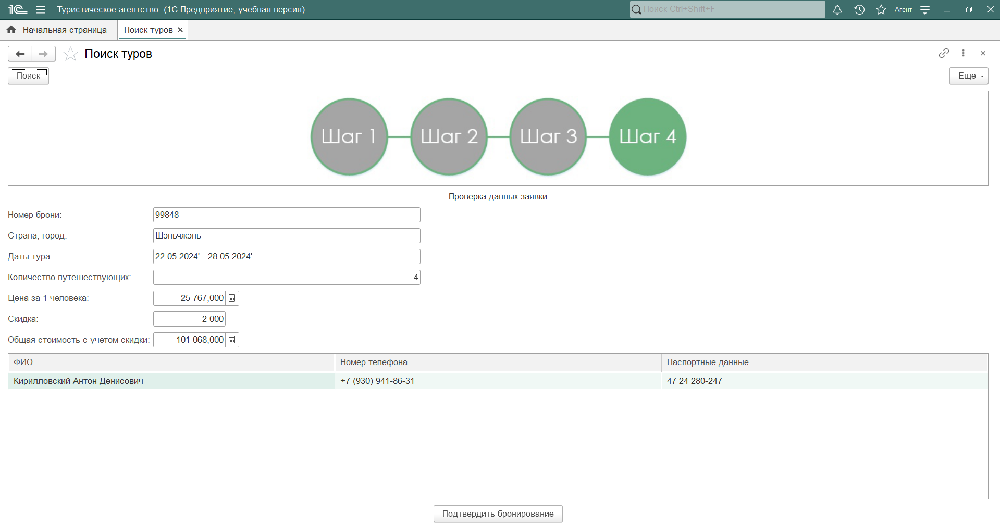 1С Туристическое агентство (1С:Предприятие, учебная версия) Поиск Ctrl+Shift+F Агент
Начальная страница Поиск туров
Поиск туров
Поиск Еще
Шаг 1 Шаг 2 Шаг 3 Шаг 4
Проверка данных заявки
Номер брони: 99848
Страна, город: Шэньчжэнь
Даты тура: 22.05.2024' - 28.05.2024'
Количество путешествующих: 4
Цена за 1 человека: 25 767,000
Скидка: 2 000
Общая стоимость с учетом скидки: 101 068,000
ФИО Номер телефона Паспортные данные
Кирилловский Антон Денисович +7 (930) 941-86-31 47 24 280-247
Подтвердить бронирование